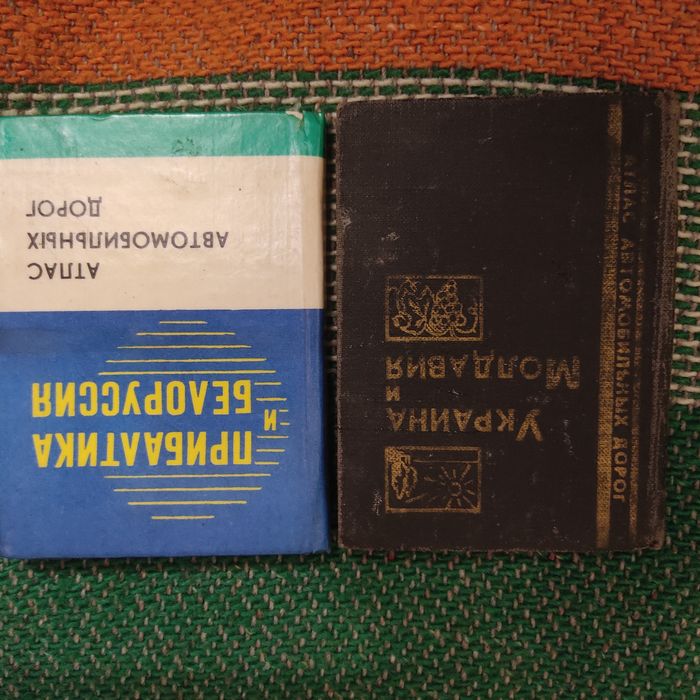 ПРИБАЛТИКА
И
БЕЛОРУССИЯ
АТЛАС
АВТОМОБИЛЬНЫХ
ДОРОГ
УКРАИНА
И
МОЛДАВИЯ
АТЛАС АВТОМОБИЛЬНЫХ ДОРОГ